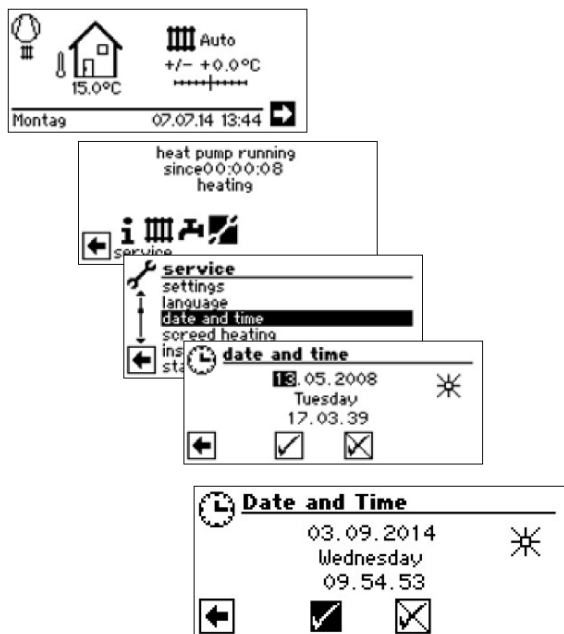 Auto
+/- +0.0°C
15.0°C
Montag 07.07.14 13:44
heat pump running
since00:00:08
heating
service
service
settings
language
date and time
screed heating
ins
sta
date and time
13.05.2008
Tuesday
17.03.39
Date and Time
03.09.2014
Wednesday
09.54.53